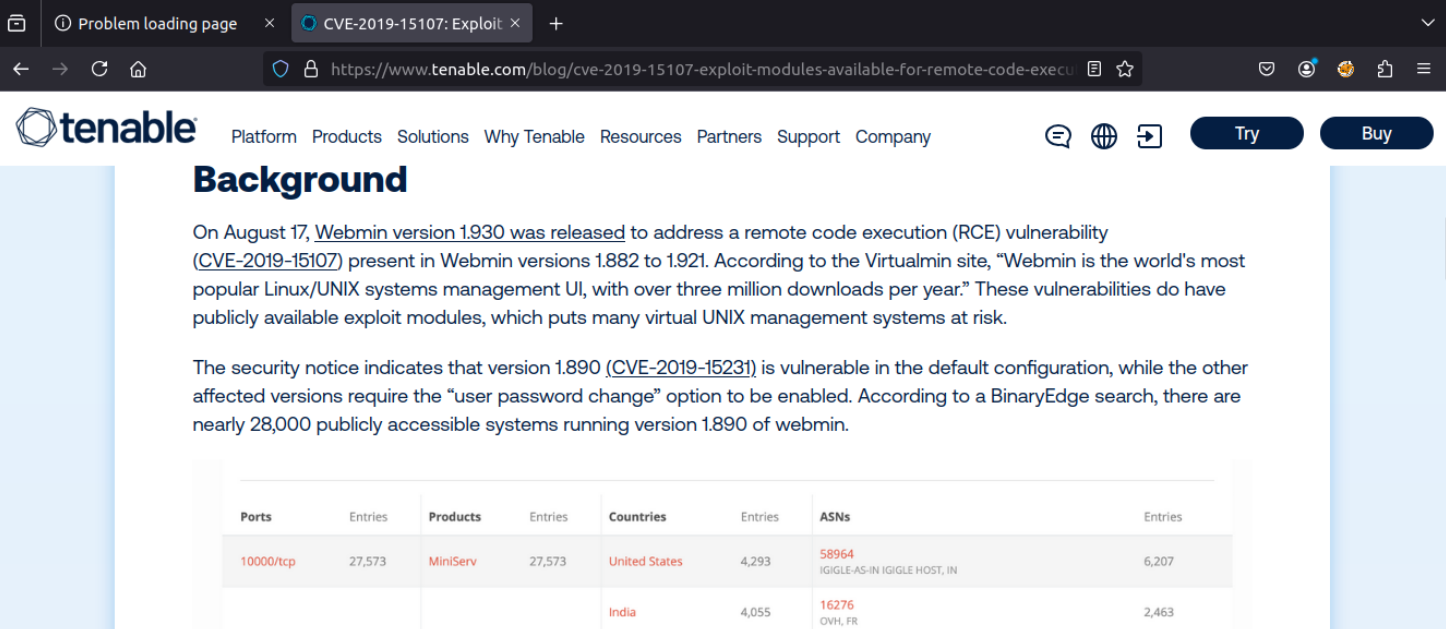 Problem loading page
CVE-2019-15107: Exploit
https://www.tenable.com/blog/cve-2019-15107-exploit-modules-available-for-remote-code-execu
tenable
Platform Products Solutions Why Tenable Resources Partners Support Company
Try
Buy
Background
On August 17, Webmin version 1.930 was released to address a remote code execution (RCE) vulnerability
(CVE-2019-15107) present in Webmin versions 1.882 to 1.921. According to the Virtualmin site, “Webmin is the world's most
popular Linux/UNIX systems management UI, with over three million downloads per year.” These vulnerabilities do have
publicly available exploit modules, which puts many virtual UNIX management systems at risk.
The security notice indicates that version 1.890 (CVE-2019-15231) is vulnerable in the default configuration, while the other
affected versions require the “user password change” option to be enabled. According to a BinaryEdge search, there are
nearly 28,000 publicly accessible systems running version 1.890 of webmin.
Ports Entries Products Entries Countries Entries ASNs Entries
10000/tcp 27,573 MiniServ 27,573 United States 4,293 58964 6,207
IGIGLE-AS-IN IGIGLE HOST, IN
India 4,055 16276 2,463
OVH, FR